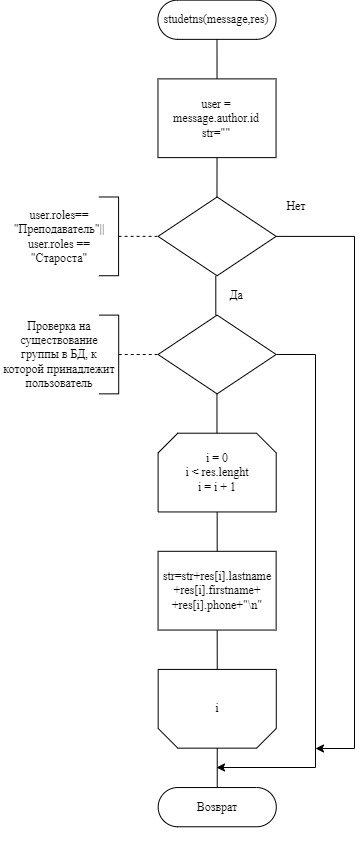 studetns(message,res)
user =
message.author.id
str=""
user.roles==
"Преподаватель"||
user.roles ==
"Староста"
Нет
Да
Проверка на
существование
группы в БД, к
которой принадлежит
пользователь
i = 0
i < res.lenght
i = i + 1
str=str+res[i].lastname
+res[i].firstname+
+res[i].phone+"\n"
i
Возврат